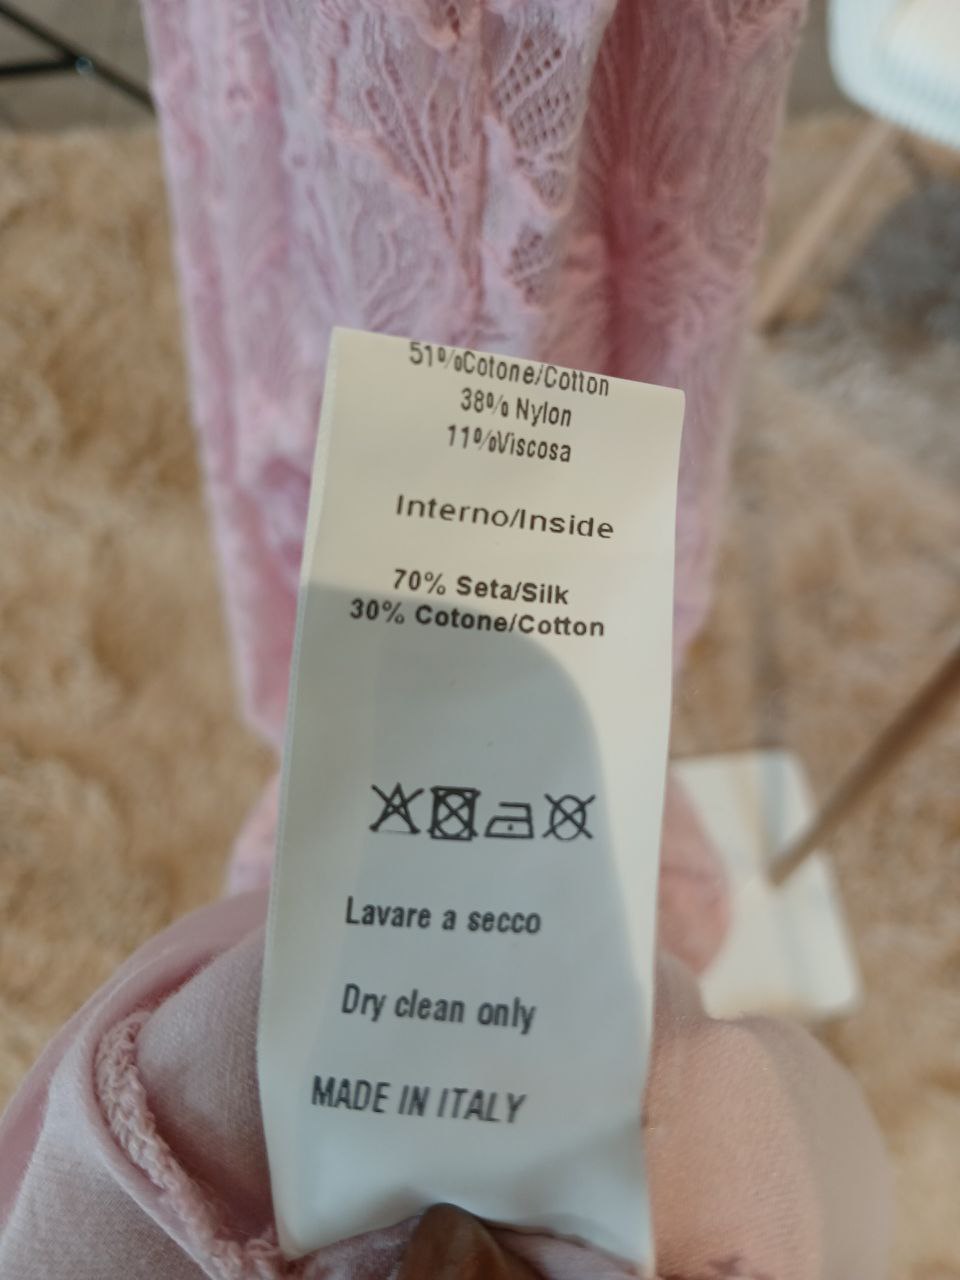 51%Cotone/Cotton
38% Nylon
11%Viscosa
Interno/Inside
70% Seta/Silk
30% Cotone/Cotton
Lavare a secco
Dry clean only
MADE IN ITALY